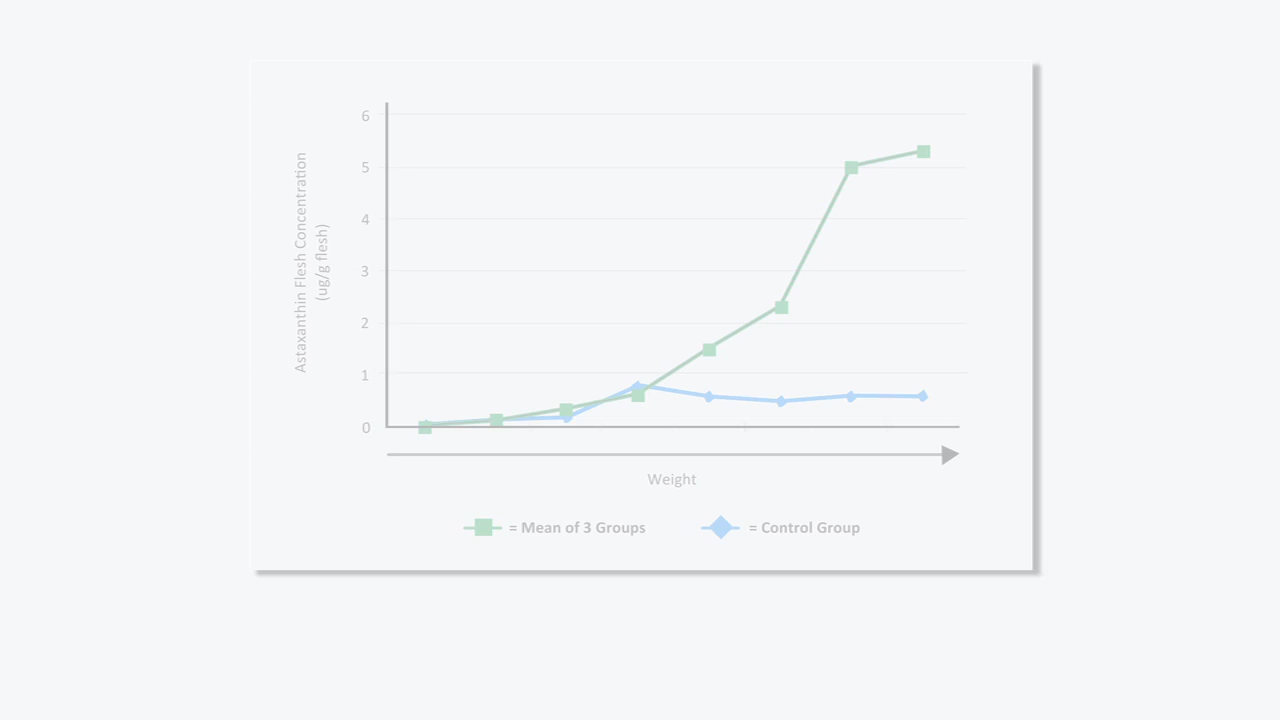 6
5
4
3
2
1
0
Astaxanthin Flesh Concentration
(ug/g flesh)
Weight
= Mean of 3 Groups
= Control Group